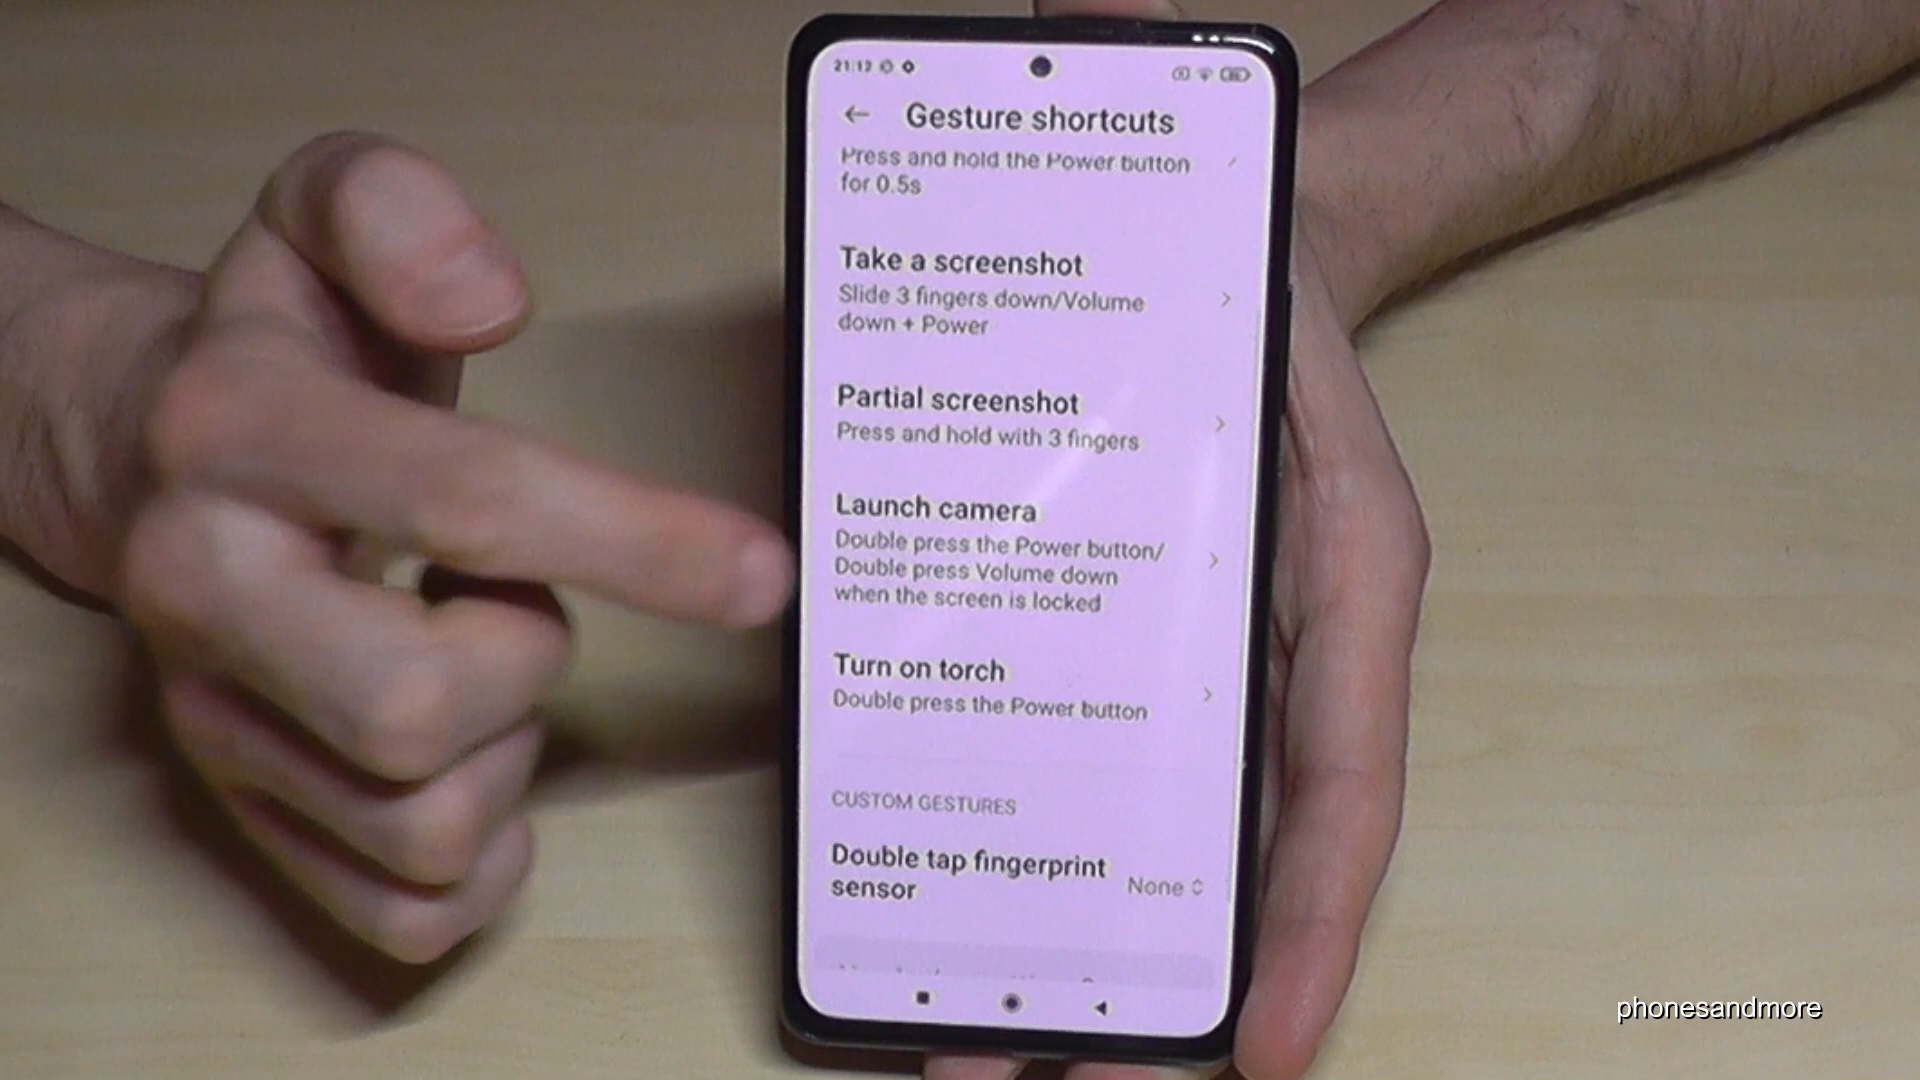 21:12
Gesture shortcuts
Press and hold the Power button
for 0.5s
Take a screenshot
Slide 3 fingers down/Volume
down + Power
Partial screenshot
Press and hold with 3 fingers
Launch camera
Double press the Power button/
Double press Volume down
when the screen is locked
Turn on torch
Double press the Power button
CUSTOM GESTURES
Double tap fingerprint
sensor
None
phonesandmore